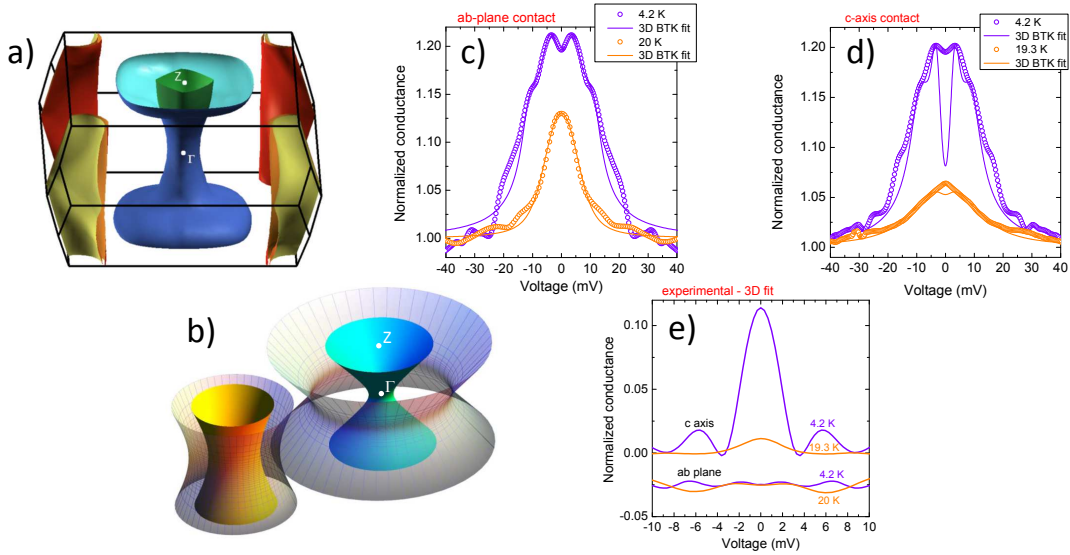 a)
Z
Γ
ab-plane contact
c)
4.2 K
3D BTK fit
20 K
3D BTK fit
1.20
1.15
1.10
1.05
1.00
Normalized conductance
-40 -30 -20 -10 0 10 20 30 40
Voltage (mV)
c-axis contact
d)
4.2 K
3D BTK fit
19.3 K
3D BTK fit
1.20
1.15
1.10
1.05
1.00
Normalized conductance
-40 -30 -20 -10 0 10 20 30 40
Voltage (mV)
b)
Z
Γ
experimental - 3D fit
e)
0.10
0.05
0.00
-0.05
Normalized conductance
c axis
4.2 K
19.3 K
ab plane
4.2 K
20 K
-10 -8 -6 -4 -2 0 2 4 6 8 10
Voltage (mV)